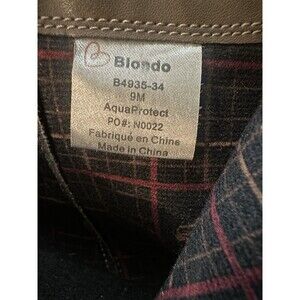 Blondo
B4935-34
9M
AquaProtect
PO#: N0022
Fabriqué en Chine
Made in China